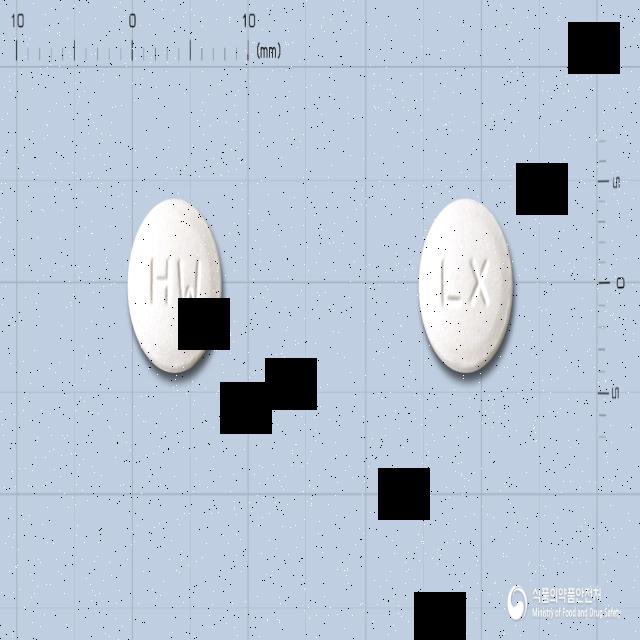 10 0 10 (mm)
HW
LX
5
0
5
식품의약품안전처
Ministry of Food and Drug Safety